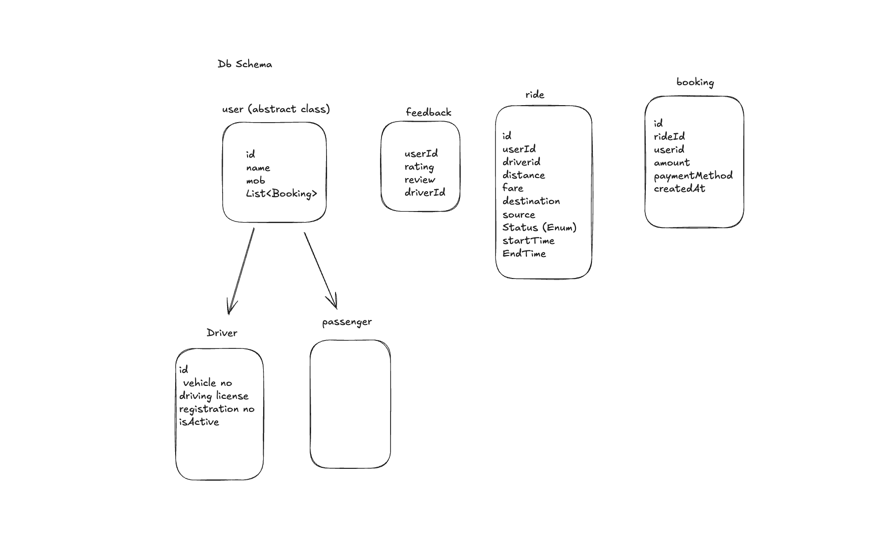 Db Schema
user (abstract class)
id
name
mob
List<Booking>
feedback
userId
rating
review
driverId
ride
id
userId
driverid
distance
fare
destination
source
Status (Enum)
startTime
EndTime
booking
id
rideId
userid
amount
paymentMethod
createdAt
Driver
id
vehicle no
driving license
registration no
isActive
passenger